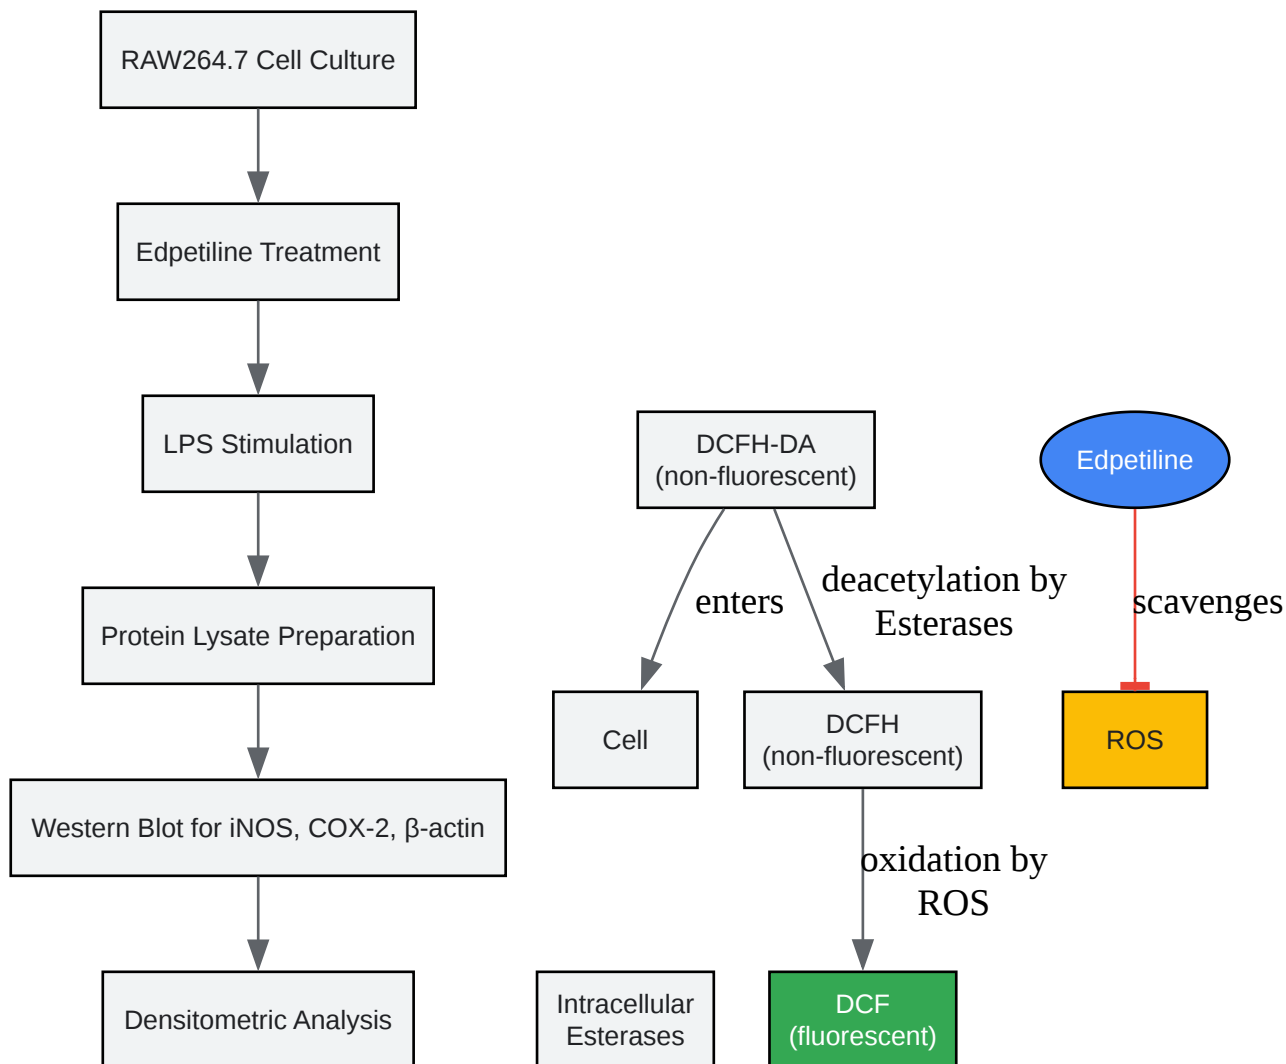 RAW264.7 Cell Culture
Edpetiline Treatment
LPS Stimulation
Protein Lysate Preparation
Western Blot for iNOS, COX-2, β-actin
Densitometric Analysis
DCFH-DA
(non-fluorescent)
enters
deacetylation by
Esterases
Cell
DCFH
(non-fluorescent)
oxidation by
ROS
Intracellular
Esterases
DCF
(fluorescent)
Edpetiline
scavenges
ROS